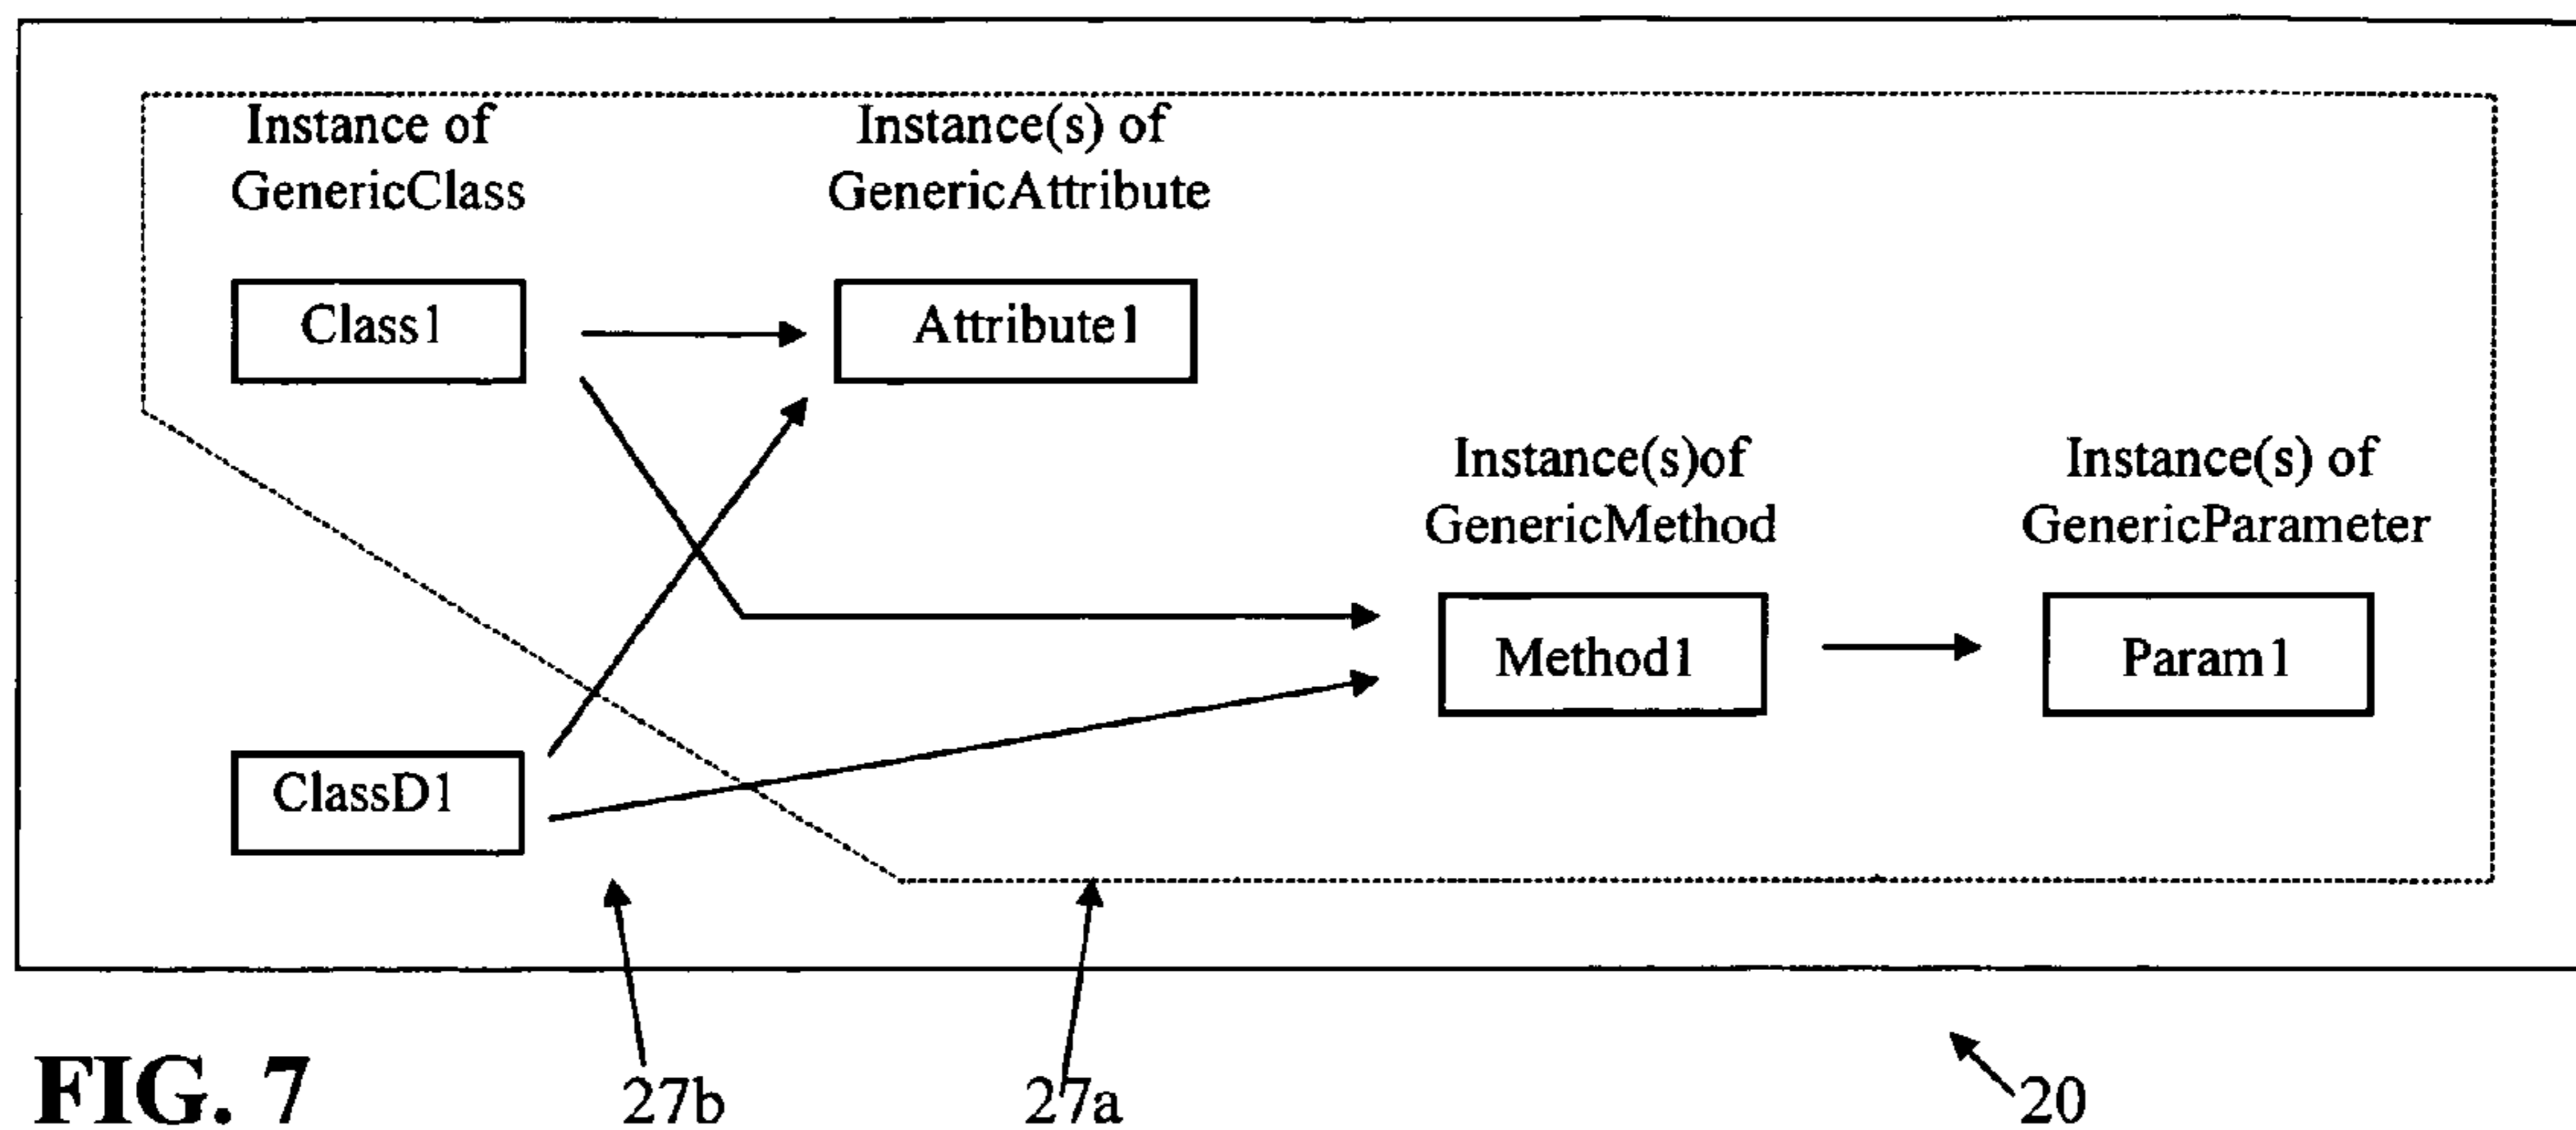 Instance of
GenericClass
Instance(s) of
GenericAttribute
Class1
Attribute1
Instance(s)of
GenericMethod
Instance(s) of
GenericParameter
Method1
Param1
ClassD1
FIG. 7
27b
27a
20